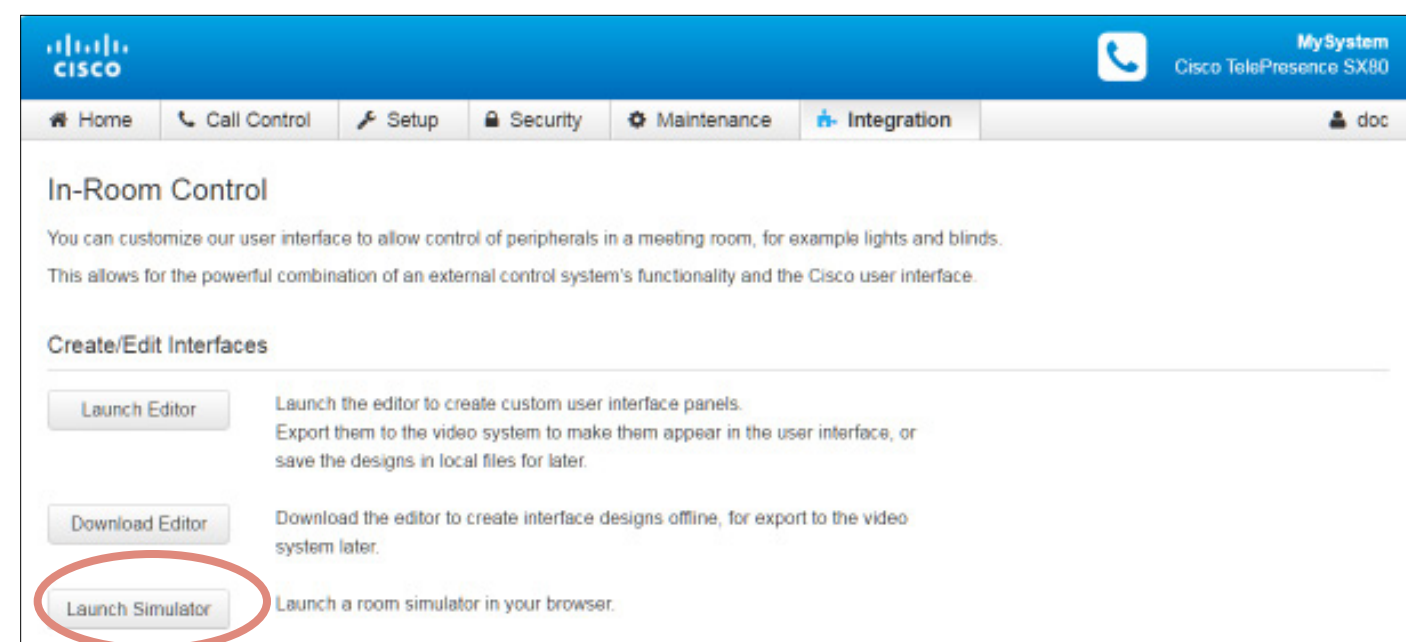 CISCO
MySystem
Cisco TelePresence SX80
Home Call Control Setup Security Maintenance Integration doc
In-Room Control
You can customize our user interface to allow control of peripherals in a meeting room, for example lights and blinds.
This allows for the powerful combination of an external control system's functionality and the Cisco user interface.
Create/Edit Interfaces
Launch Editor
Launch the editor to create custom user interface panels.
Export them to the video system to make them appear in the user interface, or
save the designs in local files for later.
Download Editor
Download the editor to create interface designs offline, for export to the video
system later.
Launch Simulator
Launch a room simulator in your browser.